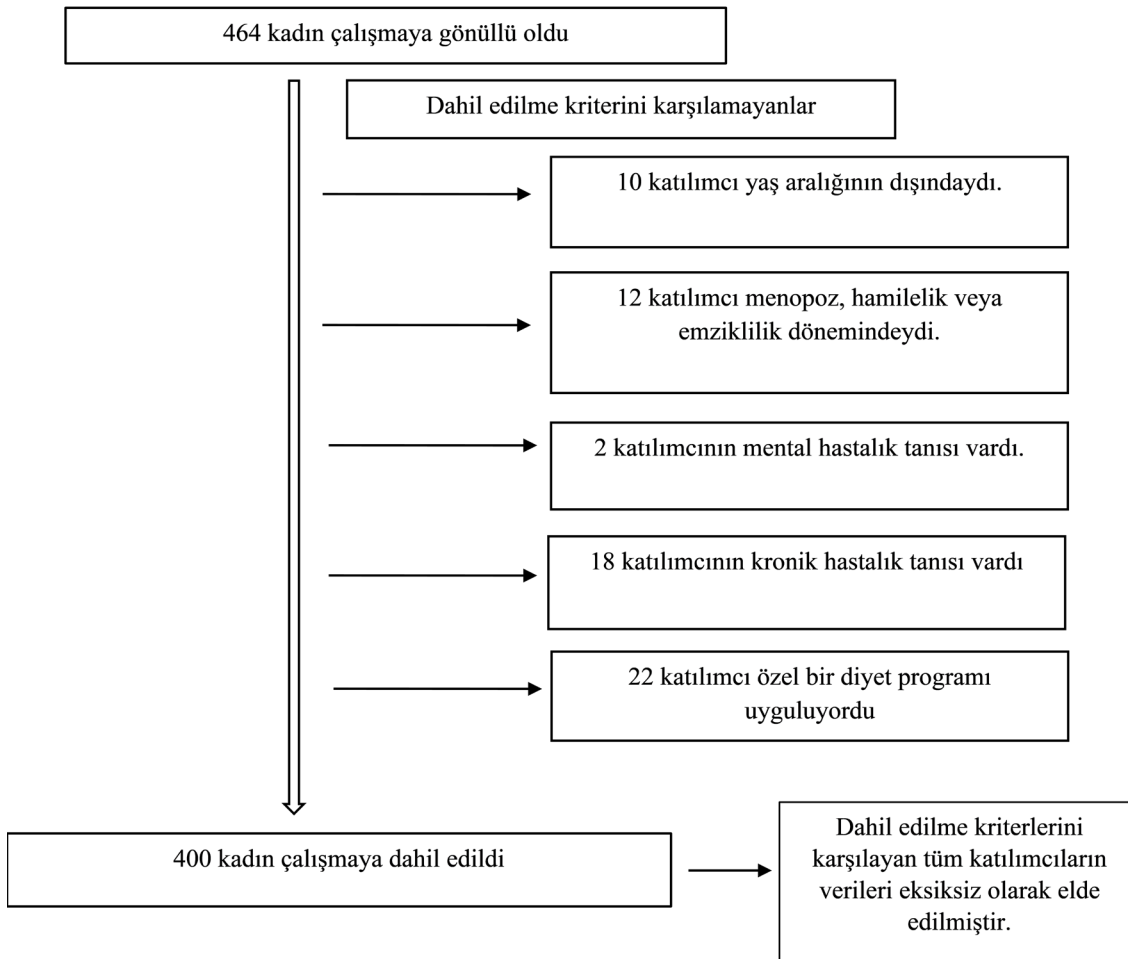 464 kadın çalışmaya gönüllü oldu
Dahil edilme kriterini karşılamayanlar
10 katılımcı yaş aralığının dışındaydı.
12 katılımcı menopoz, hamilelik veya
emziklilik dönemindeydi.
2 katılımcının mental hastalık tanısı vardı.
18 katılımcının kronik hastalık tanısı vardı
22 katılımcı özel bir diyet programı
uyguluyordu
400 kadın çalışmaya dahil edildi
Dahil edilme kriterlerini
karşılayan tüm katılımcıların
verileri eksiksiz olarak elde
edilmiştir.